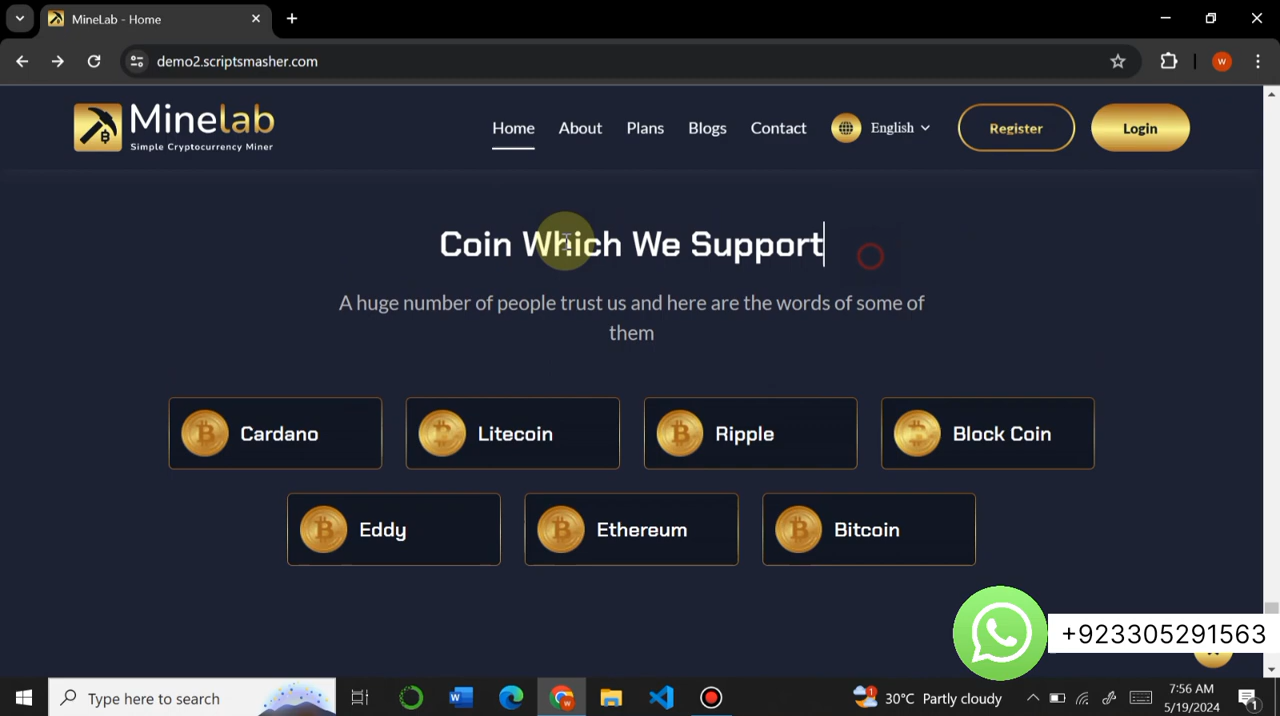 MineLab - Home
demo2.scriptsmasher.com
W
Minelab
Simple Cryptocurrency Miner
Home
About
Plans
Blogs
Contact
English
Register
Login
Coin Which We Support
A huge number of people trust us and here are the words of some of
them
Cardano
Litecoin
Ripple
Block Coin
Eddy
Ethereum
Bitcoin
+923305291563
Type here to search
1
30°C Partly cloudy
7:56 AM
5/19/2024
1